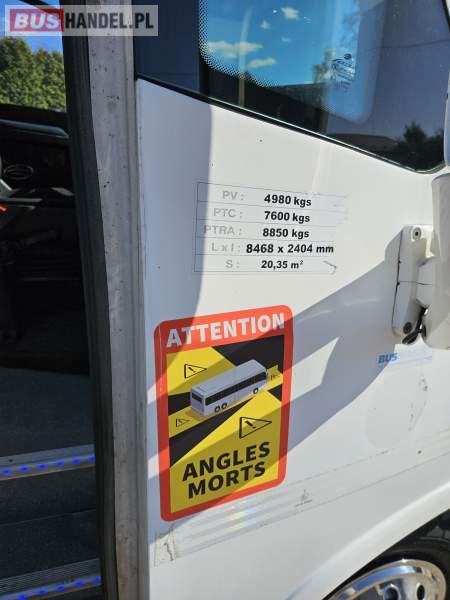 BUSHANDEL.PL
PV : 4980 kgs
PTC : 7600 kgs
PTRA : 8850 kgs
L x l : 8468 x 2404 mm
S : 20,35 m²
ATTENTION
BUS
ANGLES
MORTS